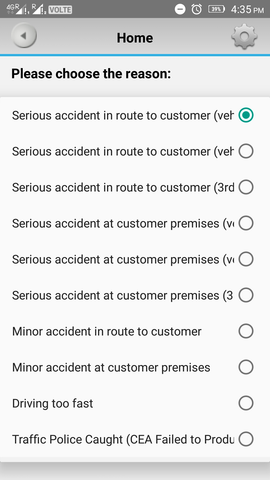 4G R R VOLTE 39% 4:35 PM
Home
Please choose the reason:
Serious accident in route to customer (veh
Serious accident in route to customer (veh
Serious accident in route to customer (3rd
Serious accident at customer premises (v
Serious accident at customer premises (v
Serious accident at customer premises (3
Minor accident in route to customer
Minor accident at customer premises
Driving too fast
Traffic Police Caught (CEA Failed to Produ